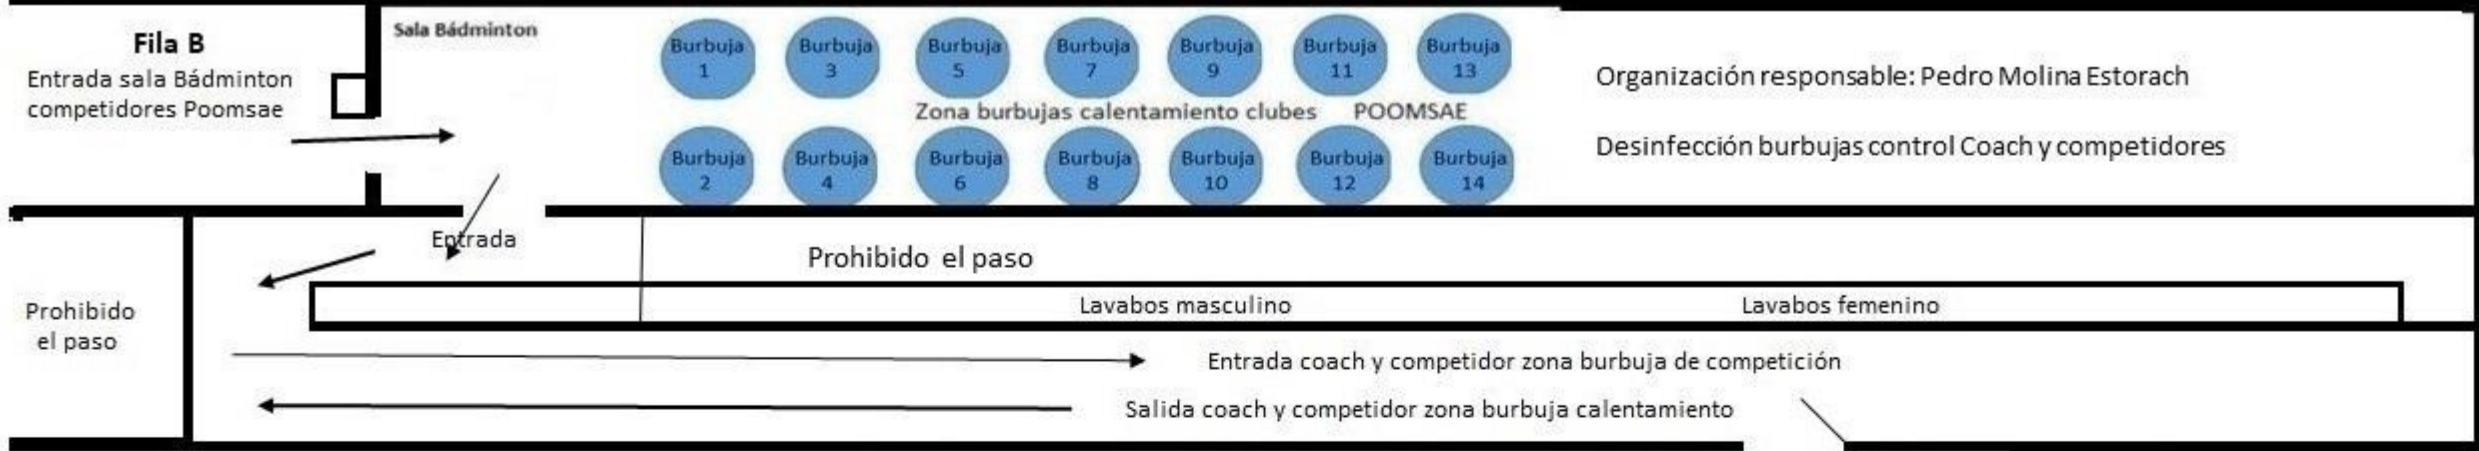 Fila B
Entrada sala Bádminton
competidores Poomsae
Sala Bádminton
Burbuja
1
Burbuja
3
Burbuja
5
Burbuja
7
Burbuja
9
Burbuja
11
Burbuja
13
Zona burbujas calentamiento clubes POOMSAE
Burbuja
2
Burbuja
4
Burbuja
6
Burbuja
8
Burbuja
10
Burbuja
12
Burbuja
14
Organización responsable: Pedro Molina Estorach
Desinfección burbujas control Coach y competidores
Entrada
Prohibido el paso
Prohibido
el paso
Lavabos masculino
Lavabos femenino
Entrada coach y competidor zona burbuja de competición
Salida coach y competidor zona burbuja calentamiento